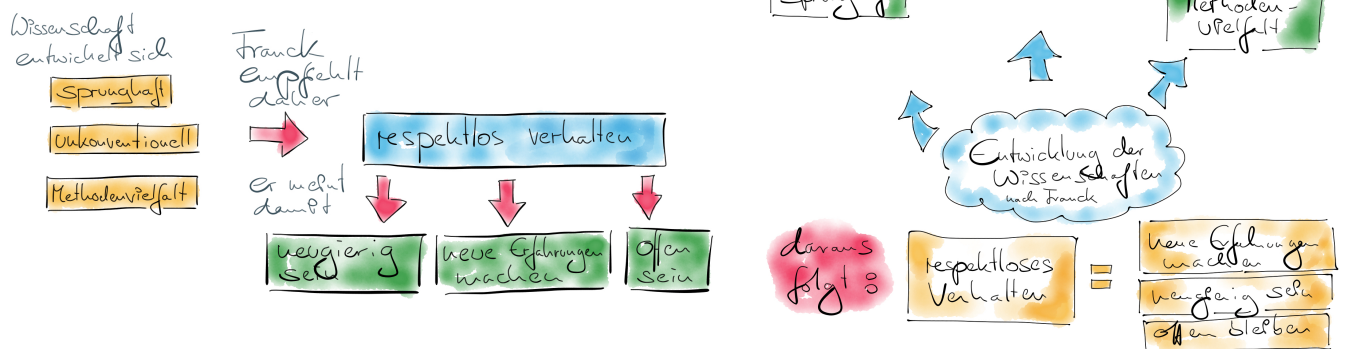 Wissenschaft
entwickelt sich
sprunghaft
unkonventionell
Methodenvielfalt
Franck
empfiehlt
daher
respektlos verhalten
er meint
damit
neugierig
sein
neue Erfahrungen
machen
offen
sein
Methoden-
vielfalt
Entwicklung der
Wissenschaften
nach Franck
daraus
folgt :
respektloses
Verhalten
=
neue Erfahrungen
machen
neugierig sein
offen bleiben